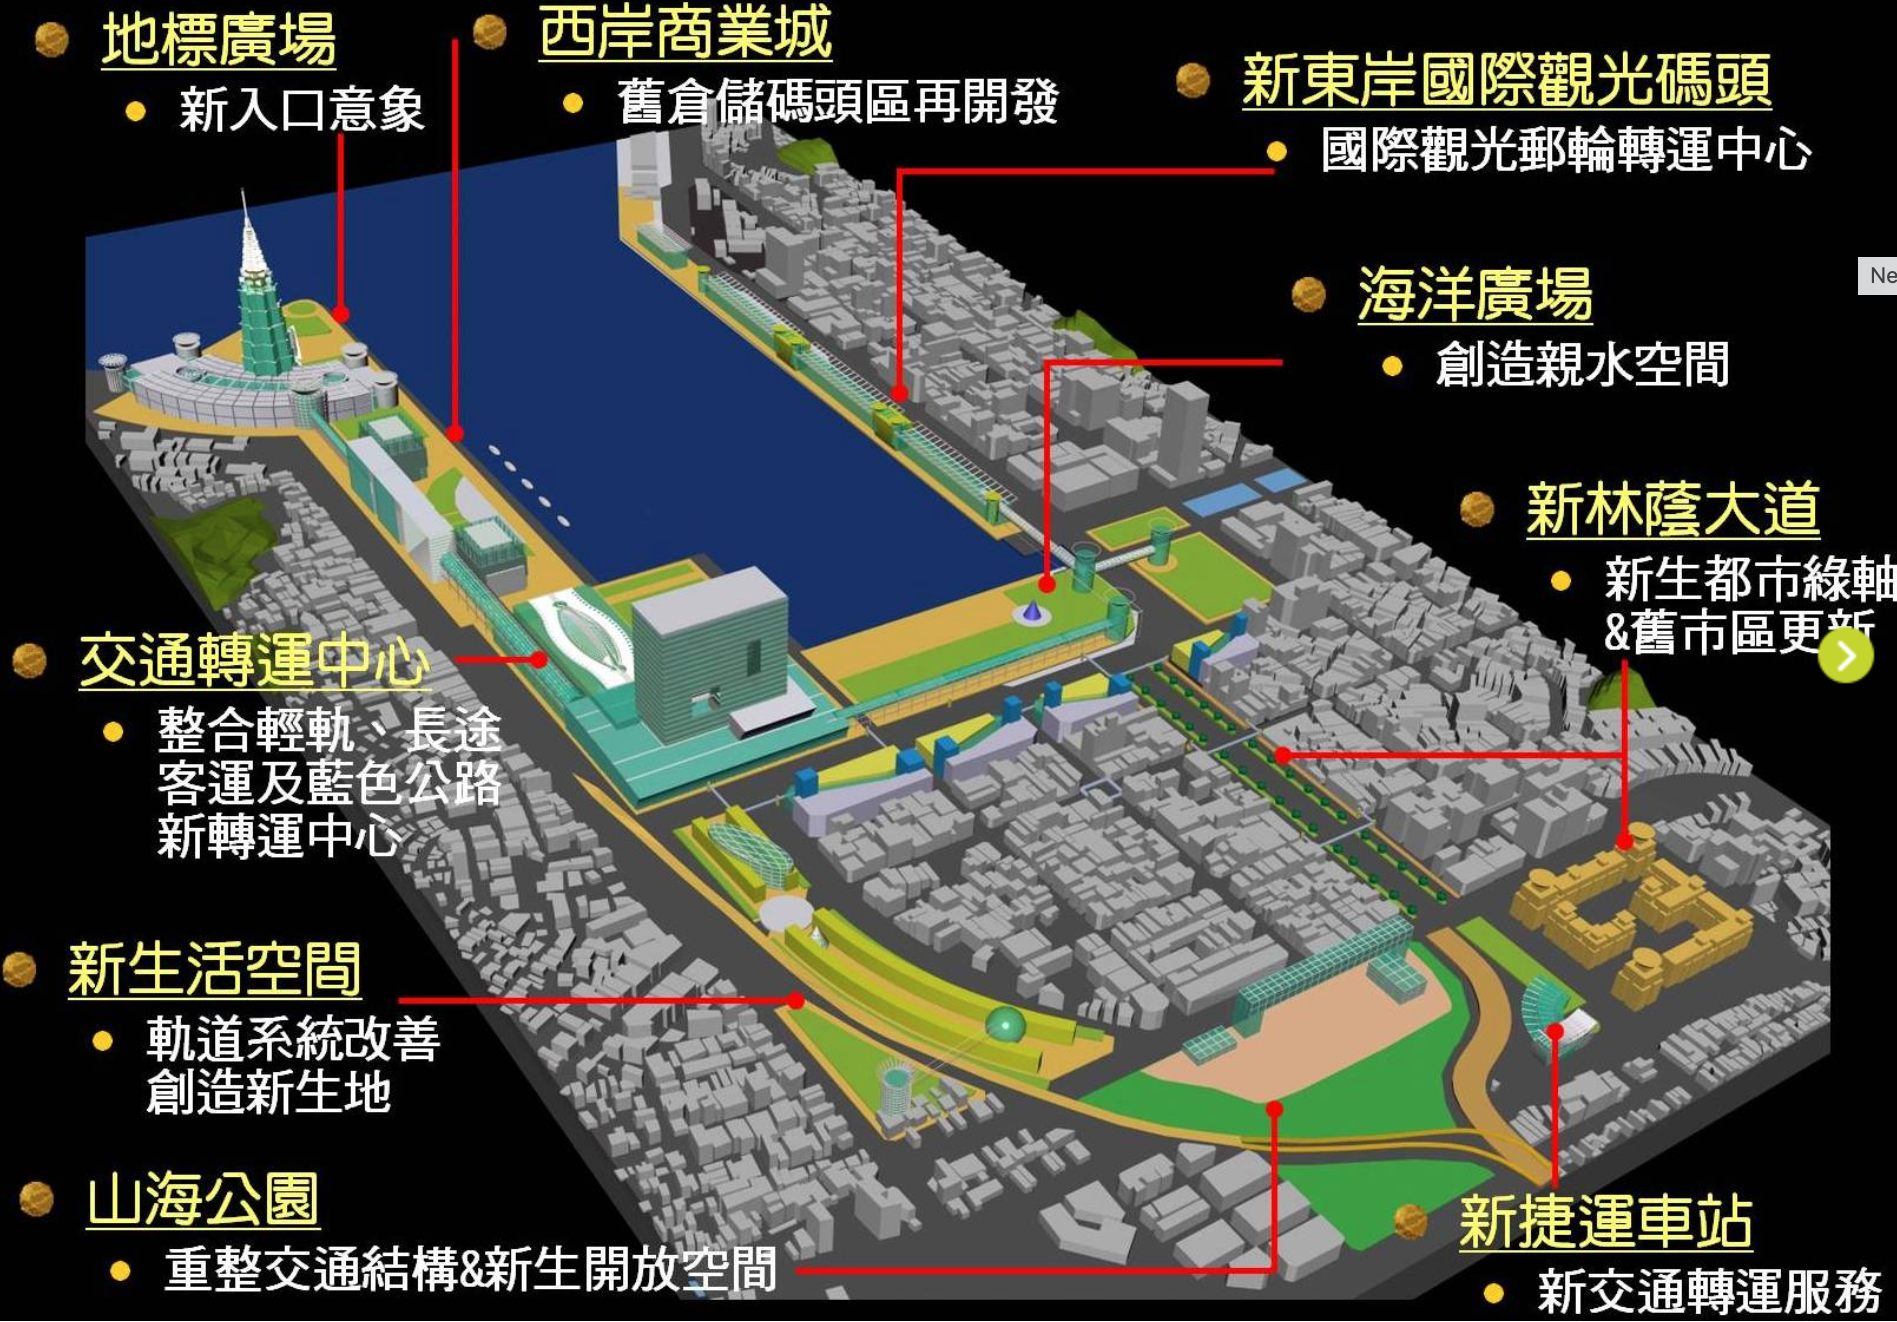 地標廣場
新入口意象
西岸商業城
舊倉儲碼頭區再開發
新東岸國際觀光碼頭
國際觀光郵輪轉運中心
海洋廣場
創造親水空間
新林蔭大道
新生都市綠軸
&舊市區更新
交通轉運中心
整合輕軌、長途
客運及藍色公路
新轉運中心
新生活空間
軌道系統改善
創造新生地
山海公園
重整交通結構&新生開放空間
新捷運車站
新交通轉運服務
Ne